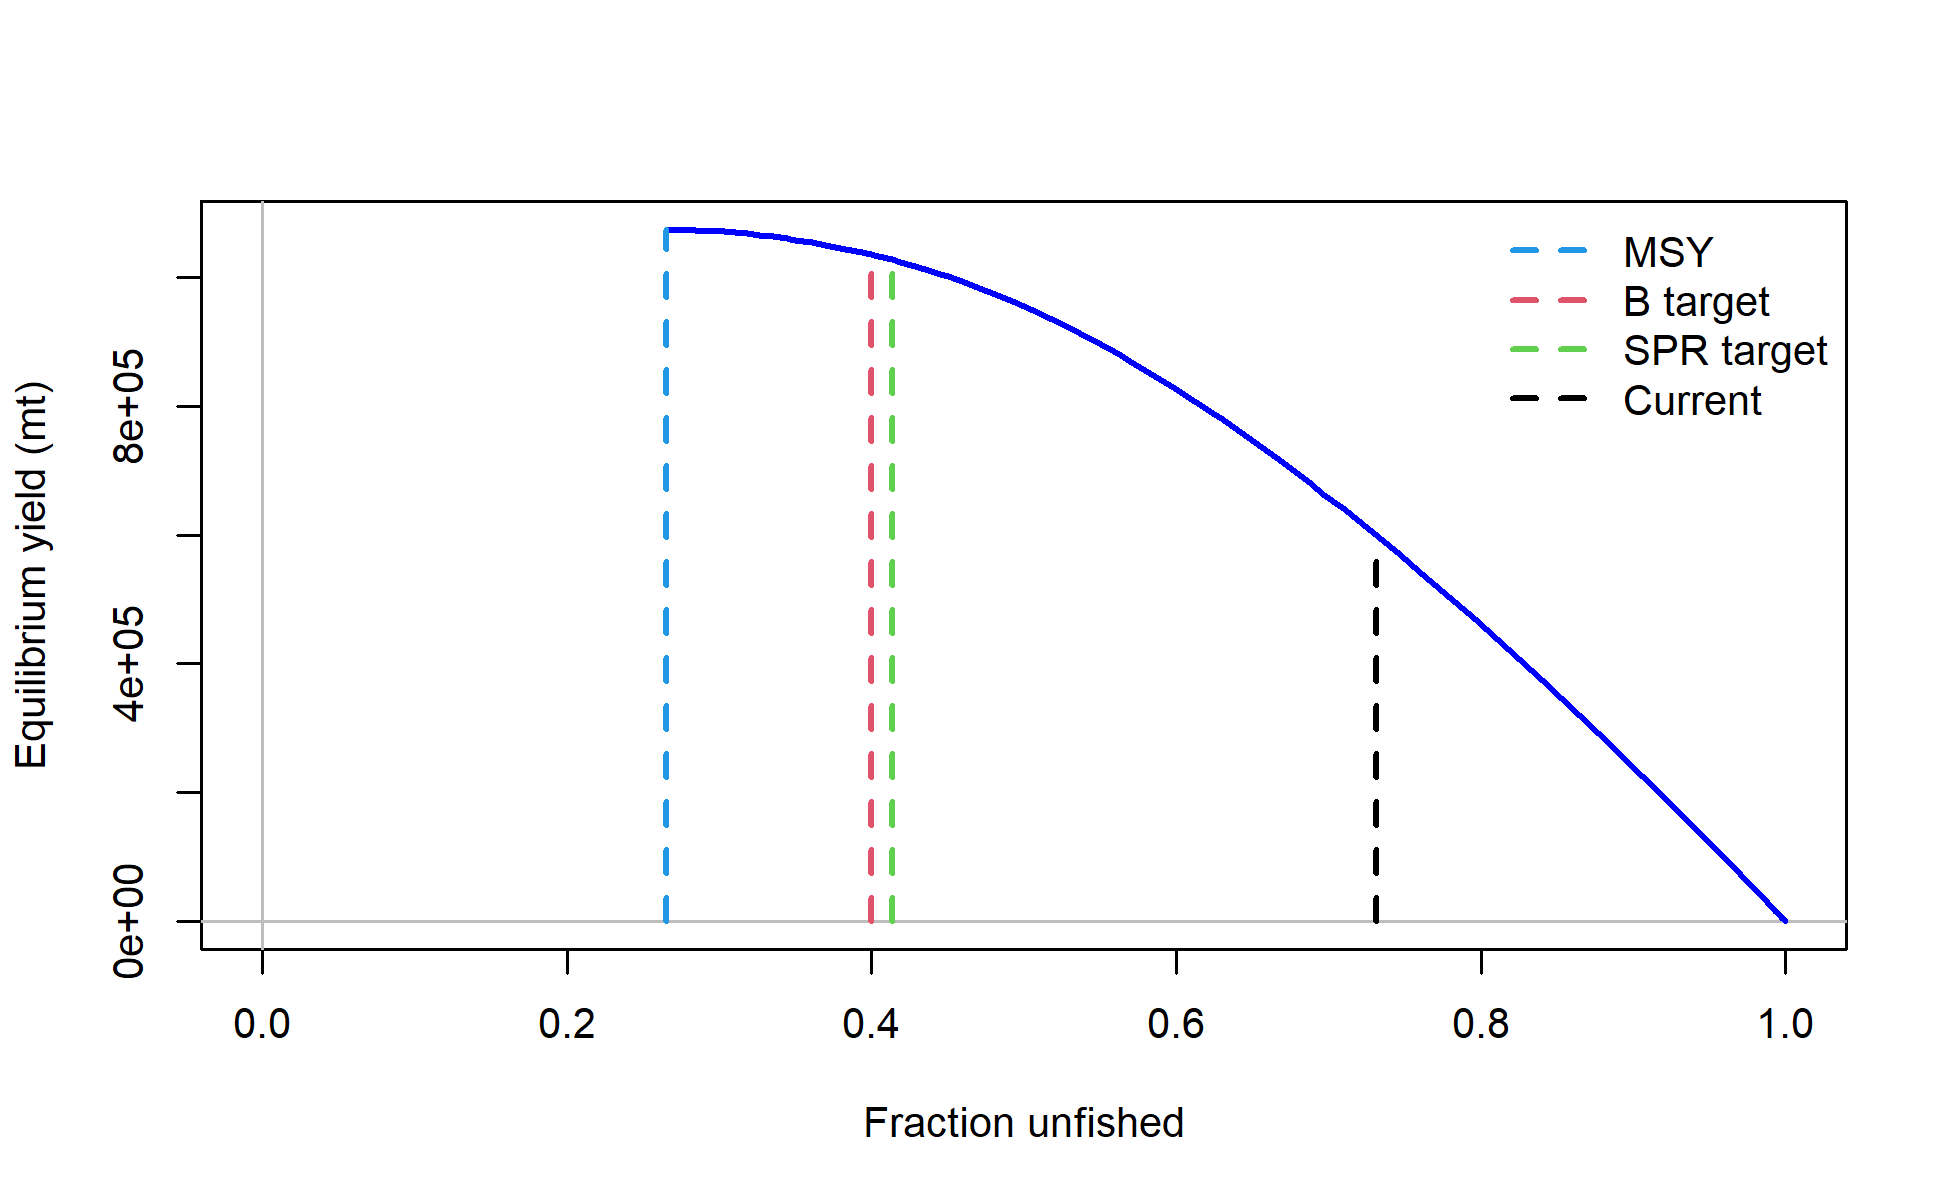 MSY
B target
SPR target
Current
Equilibrium yield (mt)
8e+05
4e+05
0e+00
0.0 0.2 0.4 0.6 0.8 1.0
Fraction unfished